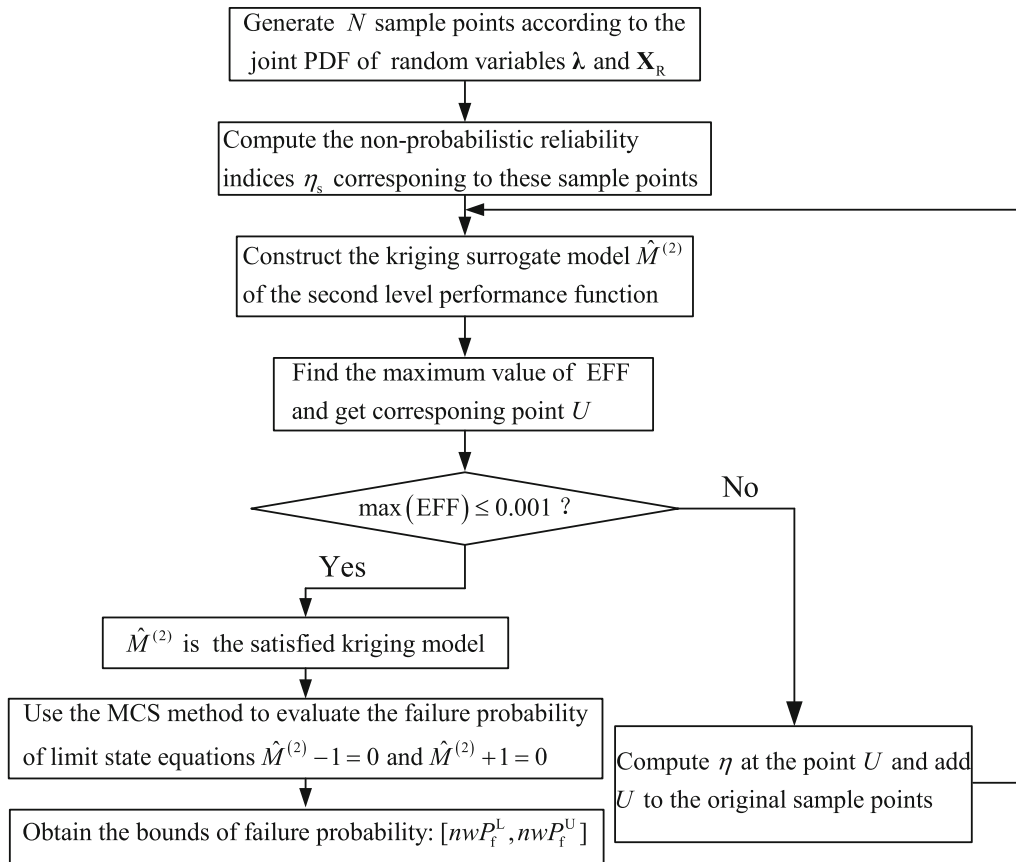 Generate N sample points according to the
joint PDF of random variables λ and X_R
Compute the non-probabilistic reliability
indices η_s corresponing to these sample points
Construct the kriging surrogate model M̂^(2)
of the second level performance function
Find the maximum value of EFF
and get corresponing point U
max(EFF) ≤ 0.001 ?
No
Yes
M̂^(2) is the satisfied kriging model
Use the MCS method to evaluate the failure probability
of limit state equations M̂^(2) −1=0 and M̂^(2) +1=0
Compute η at the point U and add
U to the original sample points
Obtain the bounds of failure probability: [nwP_f^L, nwP_f^U]